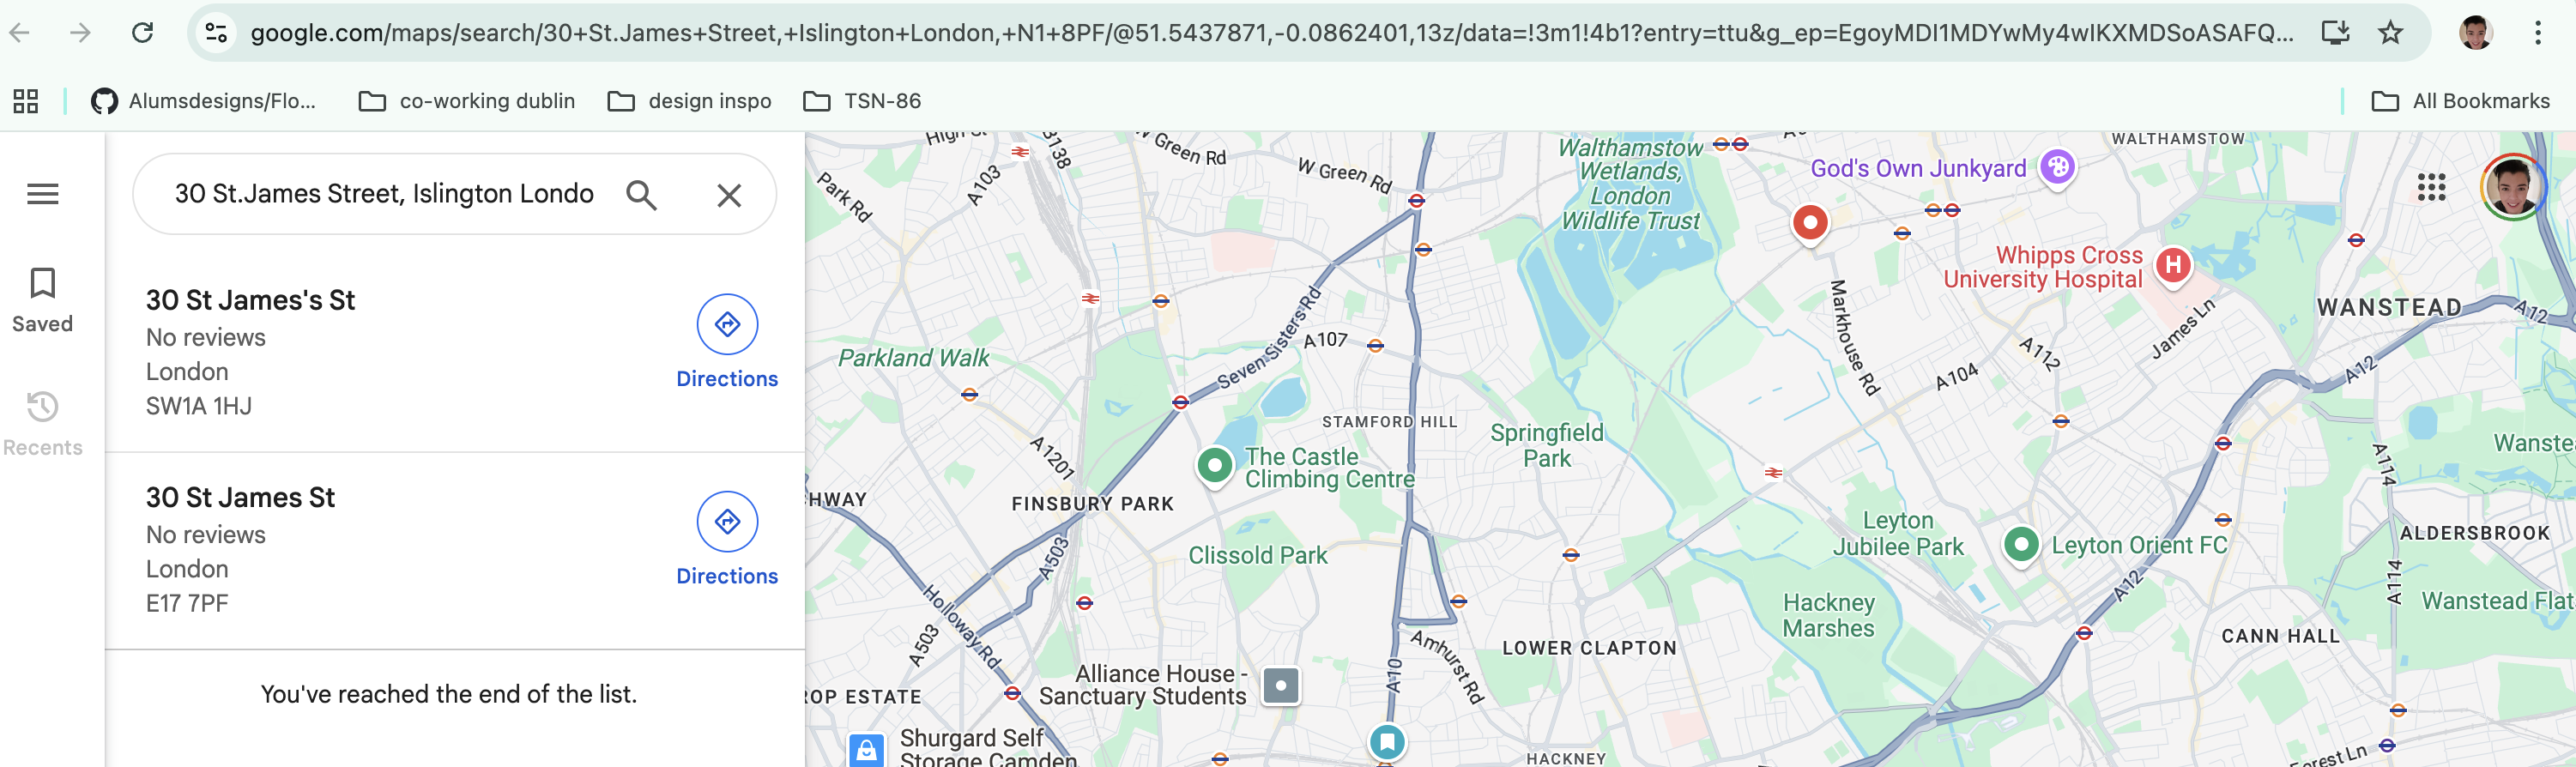 google.com/maps/search/30+St.James+Street,+Islington+London,+N1+8PF/@51.5437871,-0.0862401,13z/data=!3m1!4b1?entry=ttu&g_ep=EgoyMDI1MDYwMy4wIKXMDSoASAFQ...
Alumsdesigns/Flo...
co-working dublin
design inspo
TSN-86
All Bookmarks
30 St.James Street, Islington Londo
Saved
Recents
30 St James's St
No reviews
London
SW1A 1HJ
Directions
30 St James St
No reviews
London
E17 7PF
Directions
You've reached the end of the list.
High St
B138
W Green Rd
W Green Rd
A103
Park Rd
Walthamstow
Wetlands,
London
Wildlife Trust
WALTHAMSTOW
God's Own Junkyard
Whipps Cross
University Hospital
H
WANSTEAD
A12
James Ln
Markhouse Rd
A112
A104
A12
Parkland Walk
Seven Sisters Rd
A107
STAMFORD HILL
Springfield
Park
The Castle
Climbing Centre
A1201
FINSBURY PARK
HWAY
Clissold Park
A503
Holloway Rd
A503
Leyton
Jubilee Park
Leyton Orient FC
Wanste
A114
ALDERSBROOK
A114
A12
Wanstead Flat
Hackney
Marshes
CANN HALL
LOWER CLAPTON
Amhurst Rd
A10
Alliance House -
Sanctuary Students
ROP ESTATE
Shurgard Self
Storage Camden
HACKNEY
Forest Ln